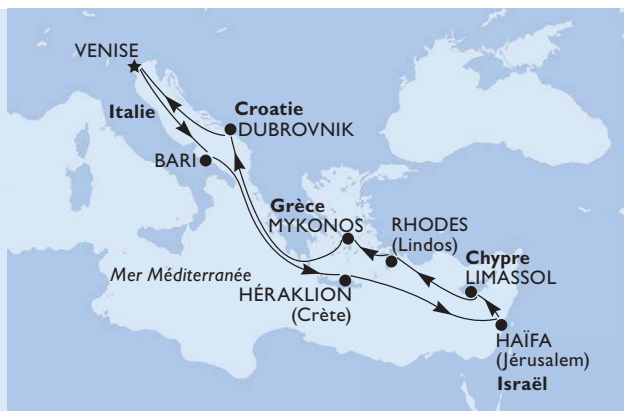 VENISE
Italie
Croatie
DUBROVNIK
BARI
Grèce
MYKONOS
RHODES
(Lindos)
Chypre
LIMASSOL
Mer Méditerranée
HÉRAKLION
(Crète)
HAÏFA
(Jérusalem)
Israël